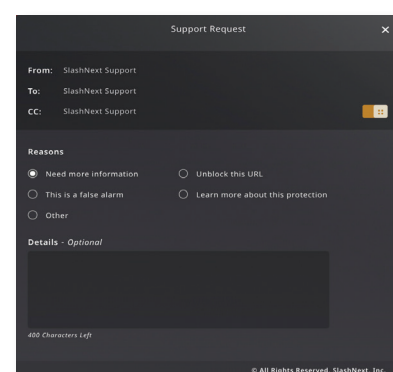 Support Request ×
From: SlashNext Support
To: SlashNext Support
CC: SlashNext Support
Reasons
Need more information Unblock this URL
This is a false alarm Learn more about this protection
Other
Details - Optional
400 Characters Left
© All Rights Reserved. SlashNext, Inc.